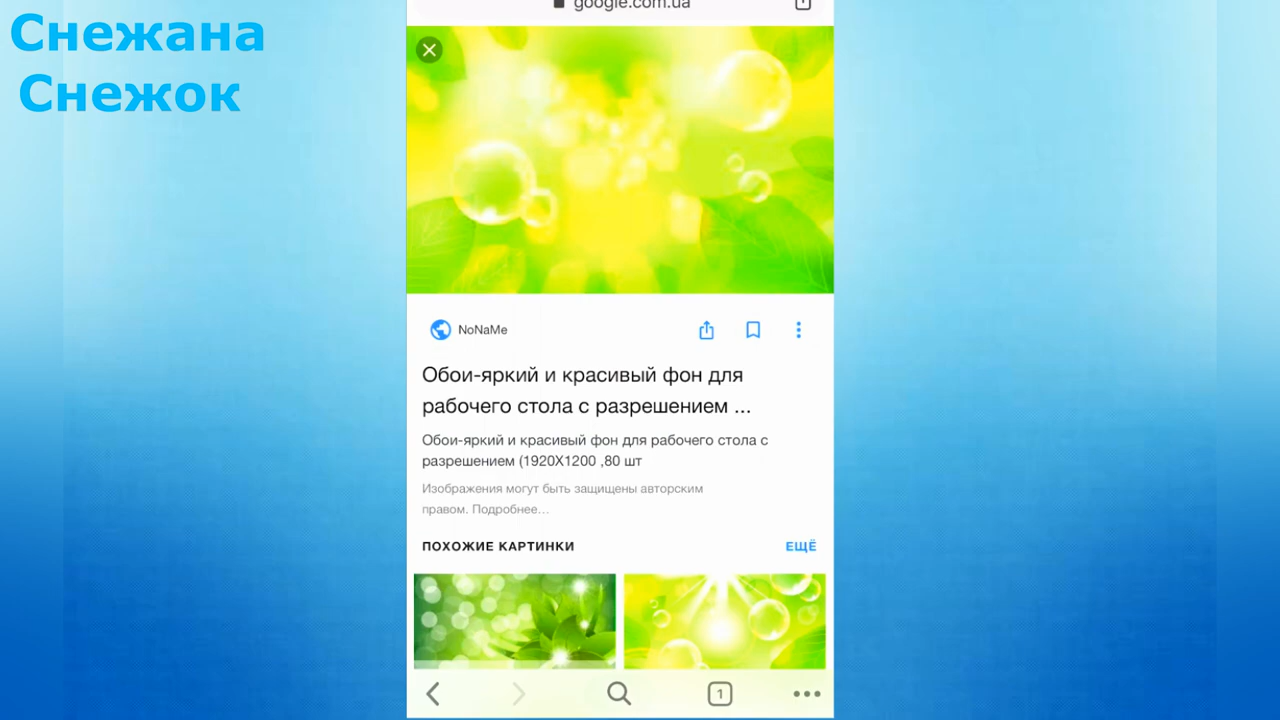 Снежана
Снежок
google.com.ua
NoNaMe
Обои-яркий и красивый фон для
рабочего стола с разрешением ...
Обои-яркий и красивый фон для рабочего стола с
разрешением (1920X1200 ,80 шт
Изображения могут быть защищены авторским
правом. Подробнее...
ПОХОЖИЕ КАРТИНКИ
ЕЩЁ
1